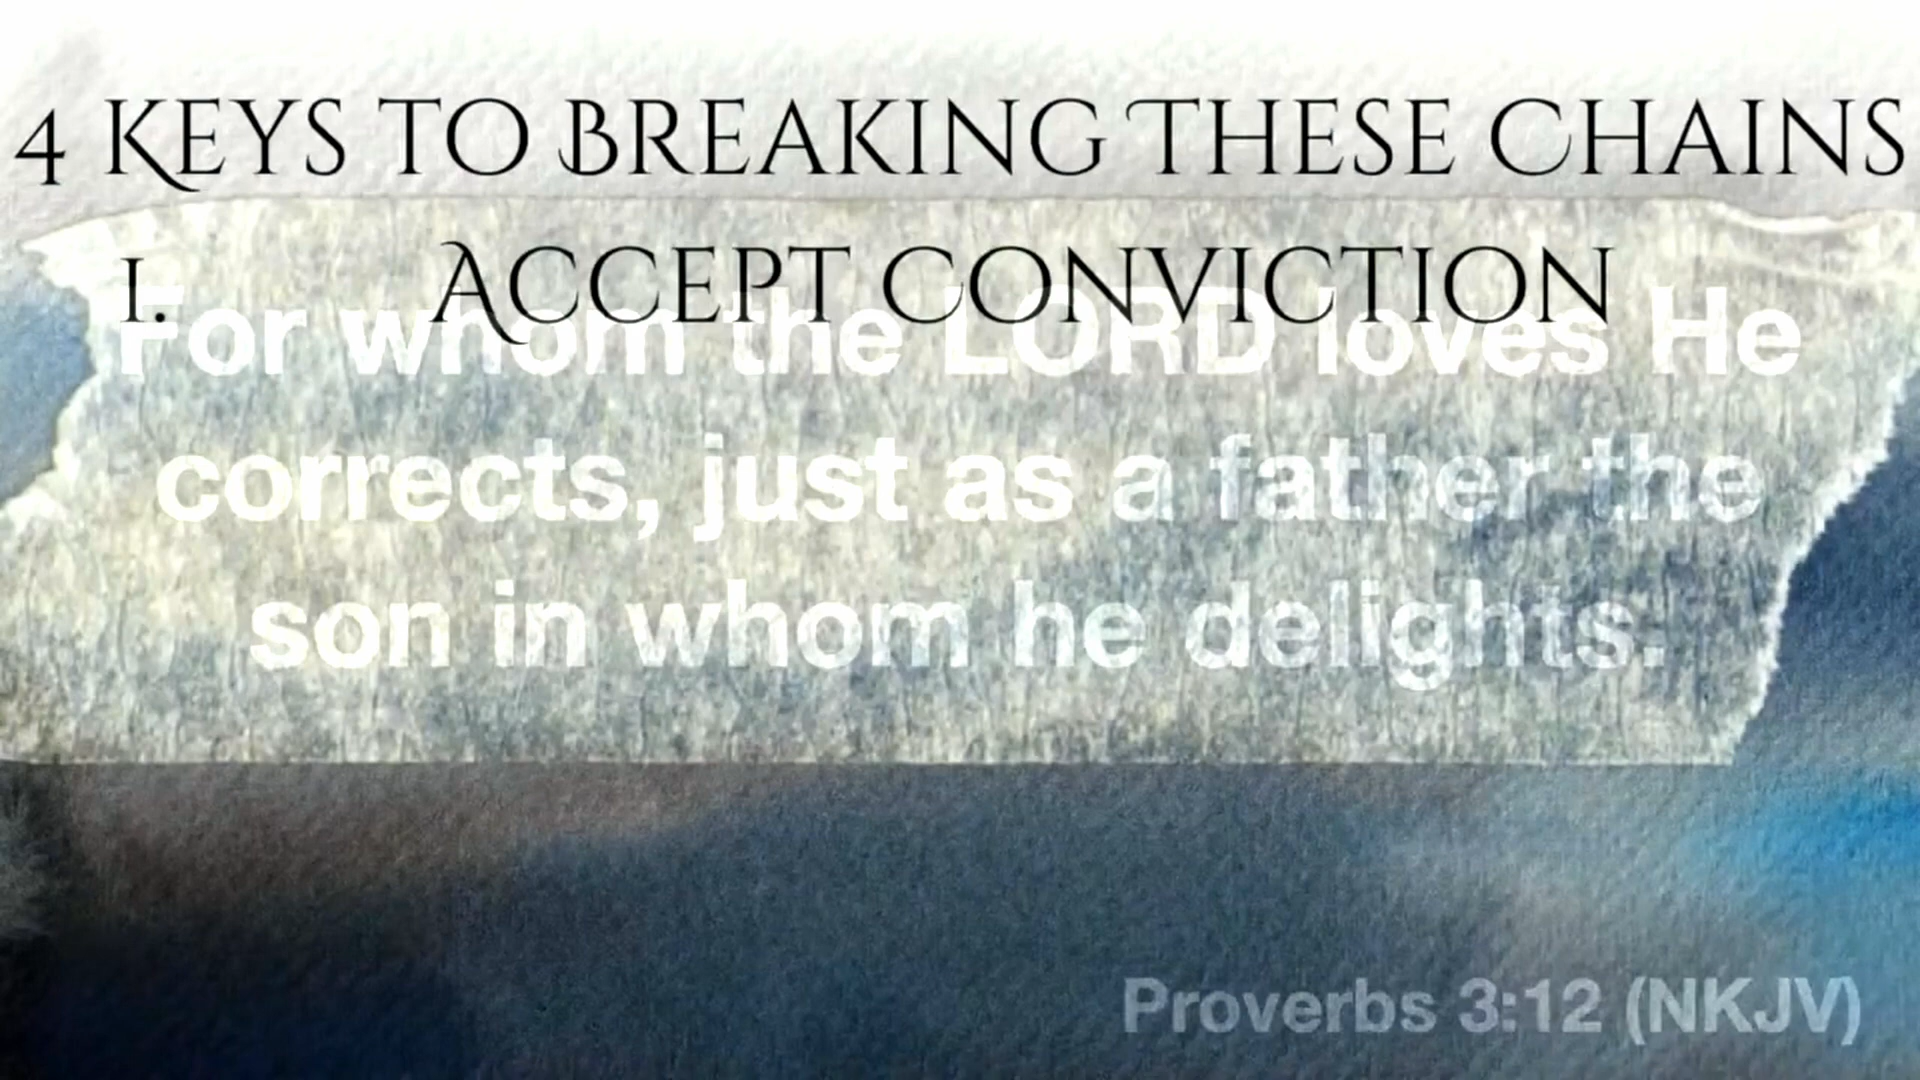 4 Keys to Breaking These Chains
1. Accept Conviction
For whom the LORD loves He
corrects, just as a father the
son in whom he delights.
Proverbs 3:12 (NKJV)